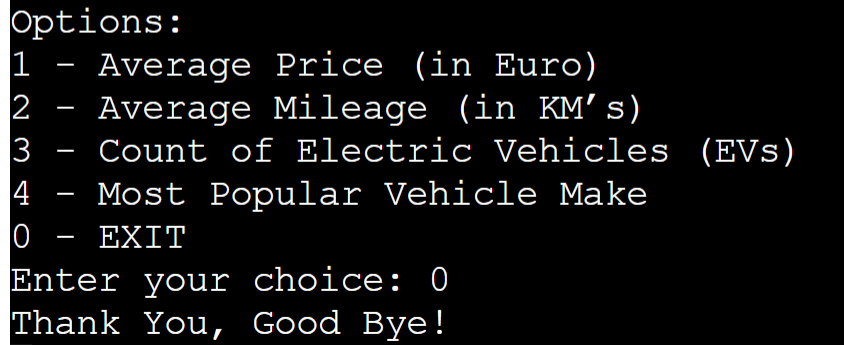 Options:
1 – Average Price (in Euro)
2 – Average Mileage (in KM’s)
3 – Count of Electric Vehicles (EVs)
4 – Most Popular Vehicle Make
0 – EXIT
Enter your choice: 0
Thank You, Good Bye!